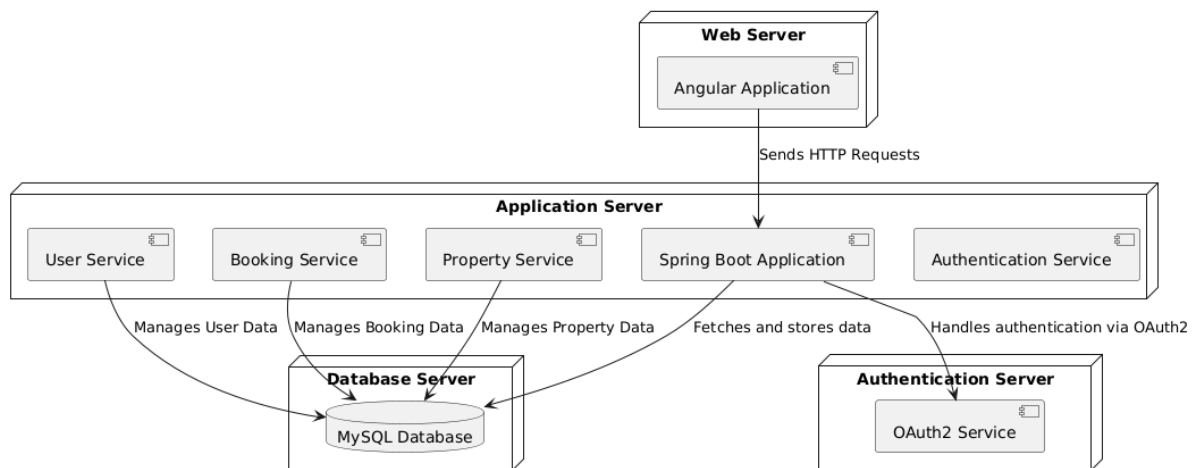 Web Server
Angular Application
Sends HTTP Requests
Application Server
User Service
Booking Service
Property Service
Spring Boot Application
Authentication Service
Manages User Data
Manages Booking Data
Manages Property Data
Fetches and stores data
Handles authentication via OAuth2
Database Server
Authentication Server
MySQL Database
OAuth2 Service